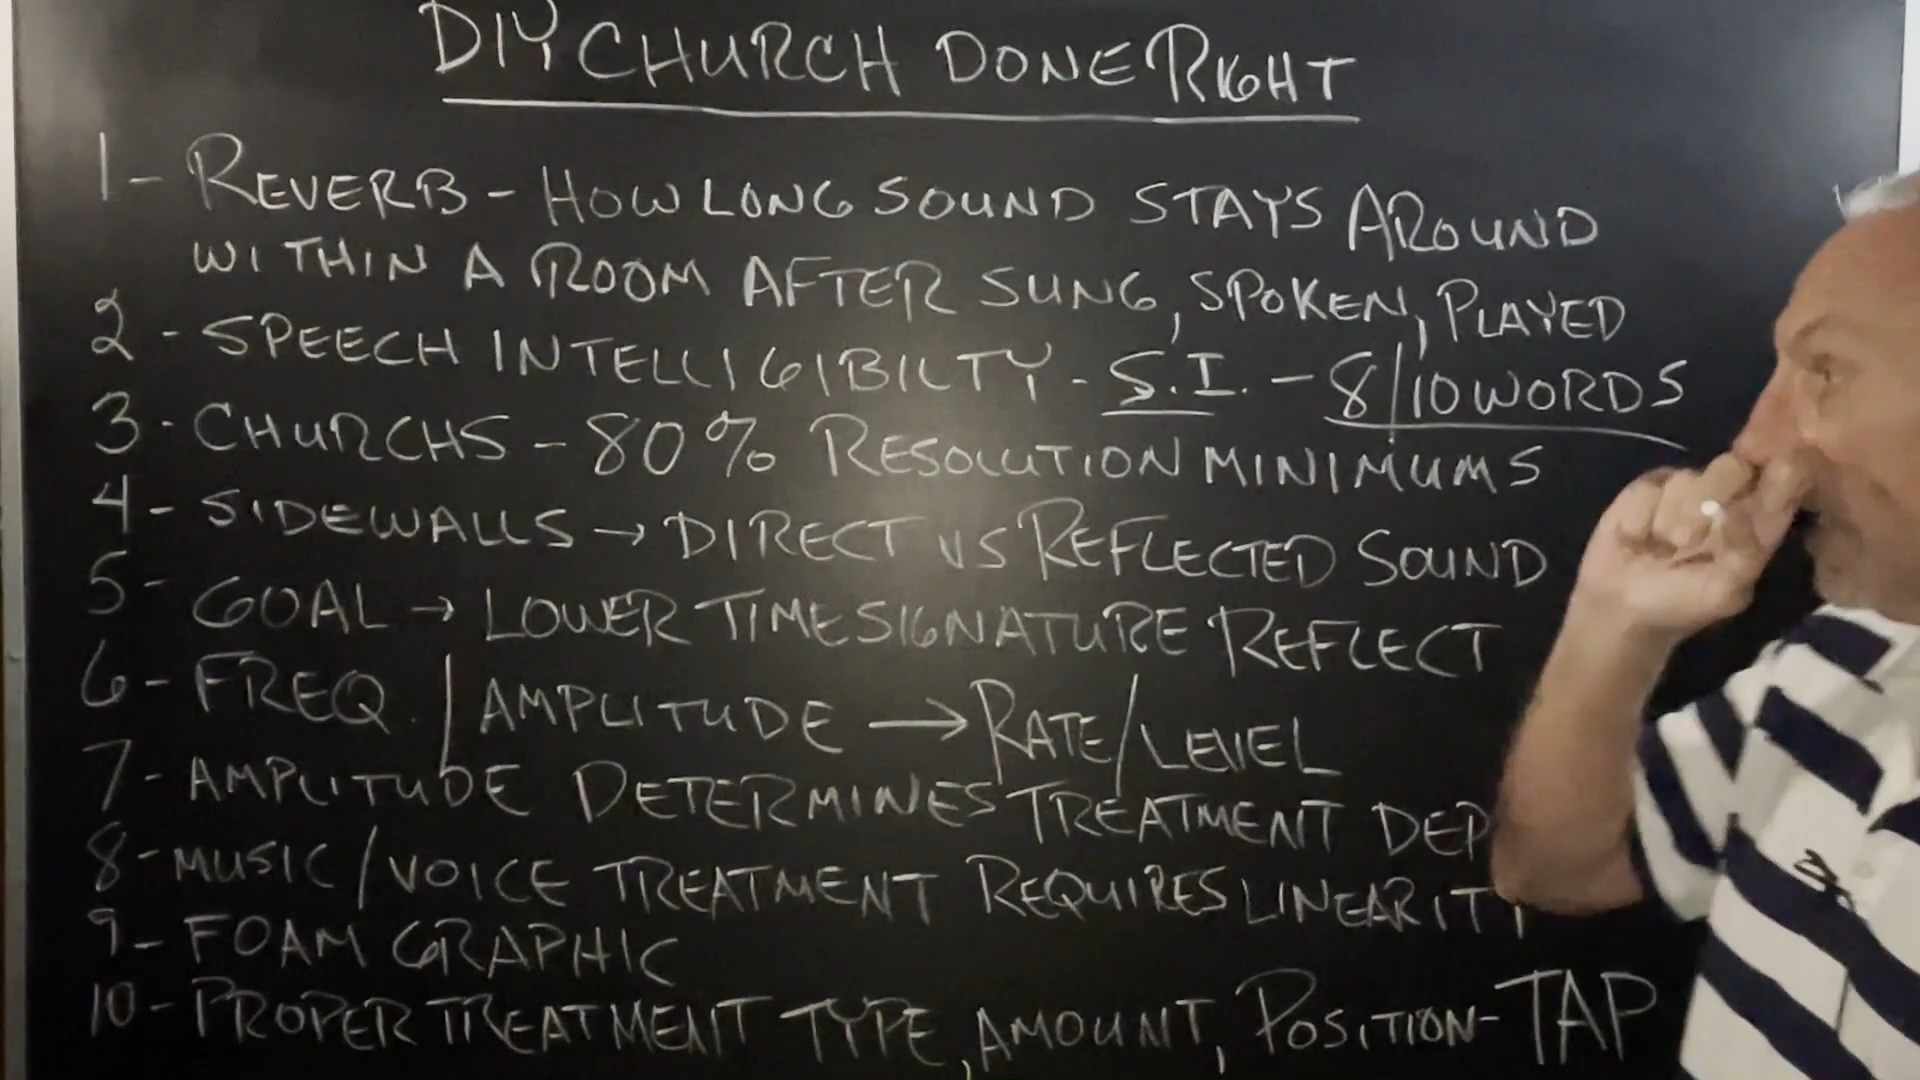 DIY CHURCH DONE RIGHT
1- REVERB - HOW LONG SOUND STAYS AROUND
WITHIN A ROOM AFTER SUNG, SPOKEN, PLAYED
2 - SPEECH INTELLIGIBILTY - S.I. - 8/10 WORDS
3 - CHURCHS - 80% RESOLUTION MINIMUMS
4 - SIDEWALLS → DIRECT VS REFLECTED SOUND
5 - GOAL → LOWER TIME SIGNATURE REFLECT
6 - FREQ. / AMPLITUDE → RATE/LEVEL
7 - AMPLITUDE DETERMINES TREATMENT DEP
8 - MUSIC/VOICE TREATMENT REQUIRES LINEARITY
9 - FOAM GRAPHIC
10 - PROPER TREATMENT TYPE, AMOUNT, POSITION - TAP